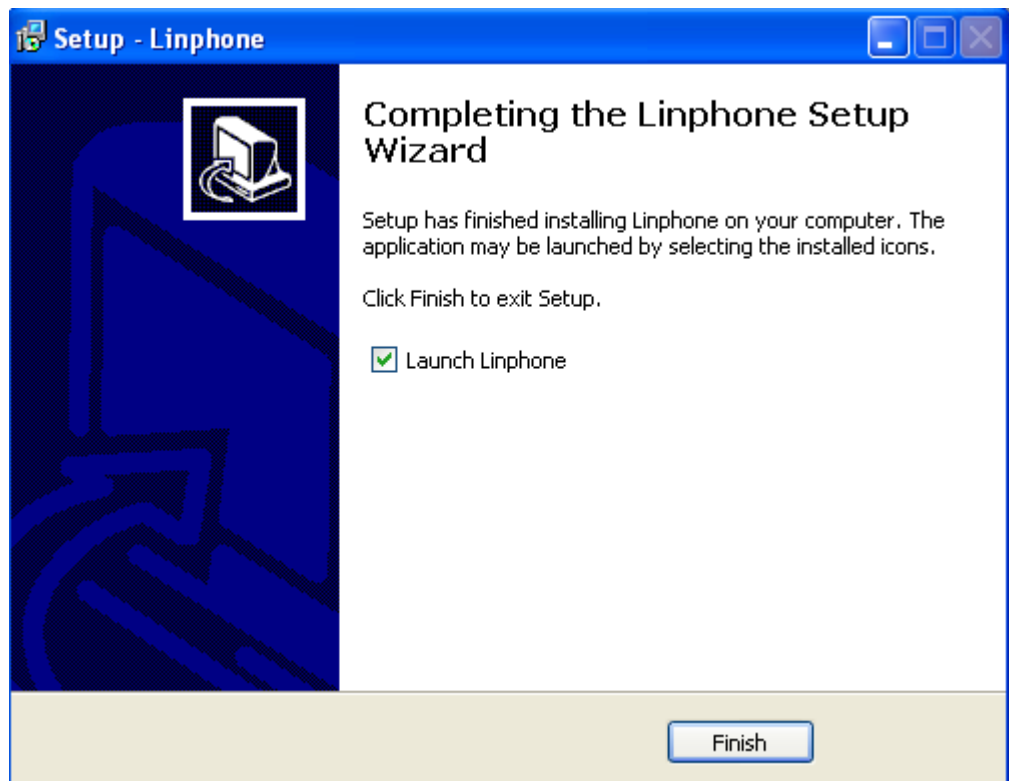 Setup - Linphone
Completing the Linphone Setup
Wizard
Setup has finished installing Linphone on your computer. The
application may be launched by selecting the installed icons.
Click Finish to exit Setup.
Launch Linphone
Finish